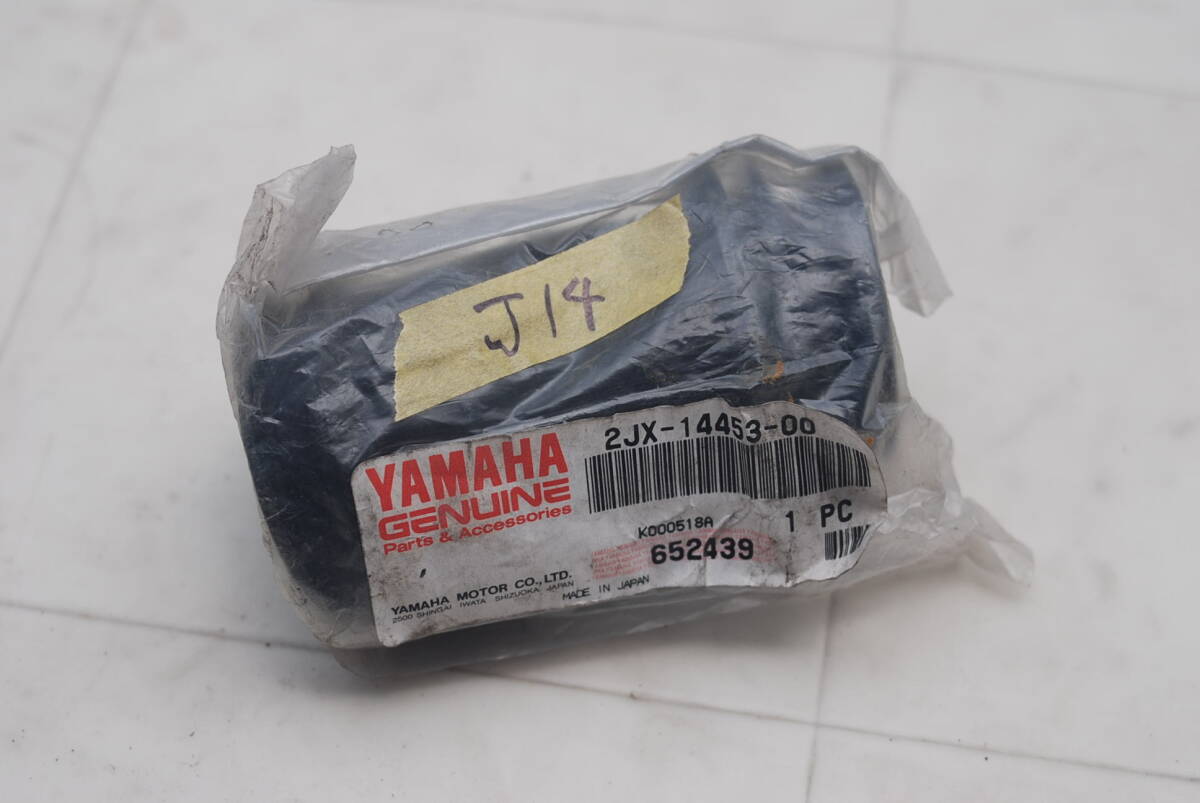 J14
2JX-14453-00
YAMAHA
GENUINE
Parts & Accessories
K000518A
1 PC
652439
YAMAHA MOTOR CO.,LTD.
2500 SHINGAI IWATA SHIZUOKA JAPAN
MADE IN JAPAN